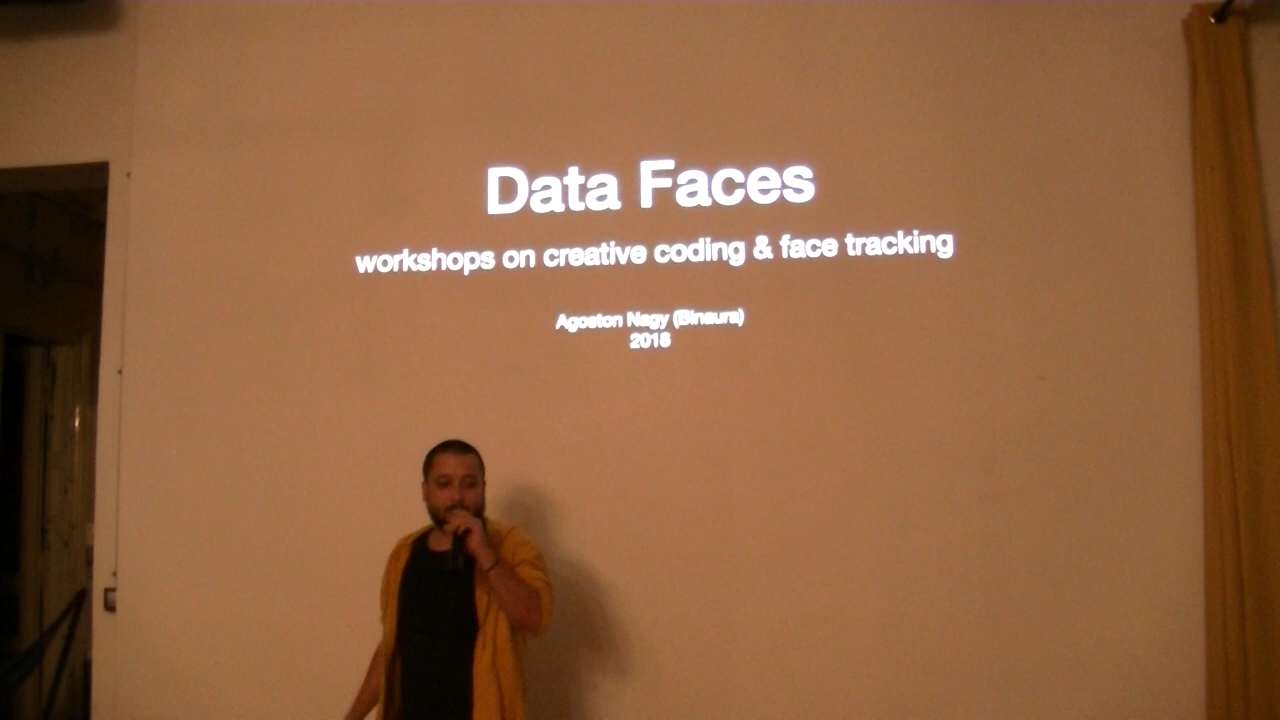 Data Faces
workshops on creative coding & face tracking
Agoston Nagy (Binaura)
2018